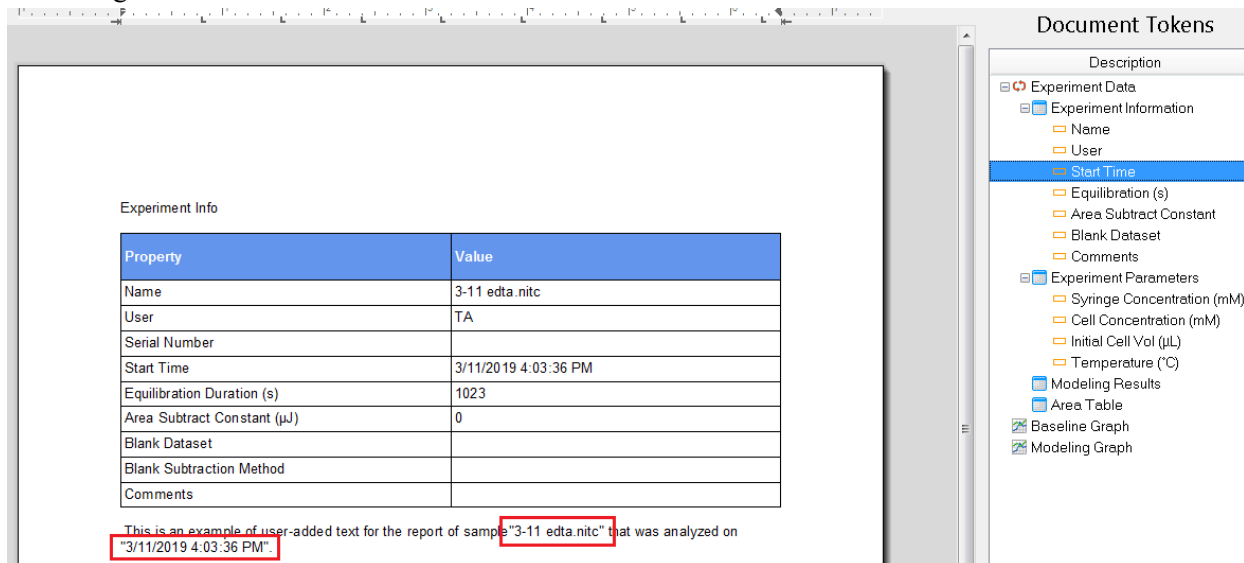 Document Tokens
Description
Experiment Data
Experiment Information
Name
User
Start Time
Equilibration (s)
Area Subtract Constant
Blank Dataset
Comments
Experiment Parameters
Syringe Concentration (mM)
Cell Concentration (mM)
Initial Cell Vol (µL)
Temperature (°C)
Modeling Results
Area Table
Baseline Graph
Modeling Graph
Experiment Info
Property Value
Name 3-11 edta.nitc
User TA
Serial Number
Start Time 3/11/2019 4:03:36 PM
Equilibration Duration (s) 1023
Area Subtract Constant (µJ) 0
Blank Dataset
Blank Subtraction Method
Comments
This is an example of user-added text for the report of sample"3-11 edta.nitc" that was analyzed on
"3/11/2019 4:03:36 PM".